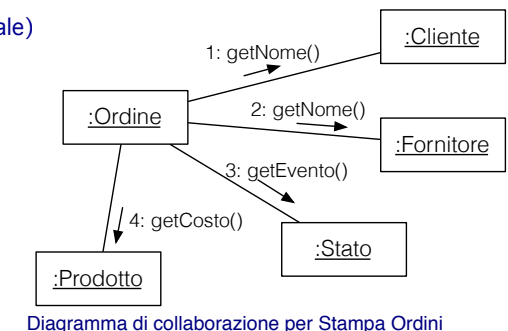 ale)
:Cliente
1: getNome()
:Ordine
2: getNome()
:Fornitore
3: getEvento()
4: getCosto()
:Stato
:Prodotto
Diagramma di collaborazione per Stampa Ordini